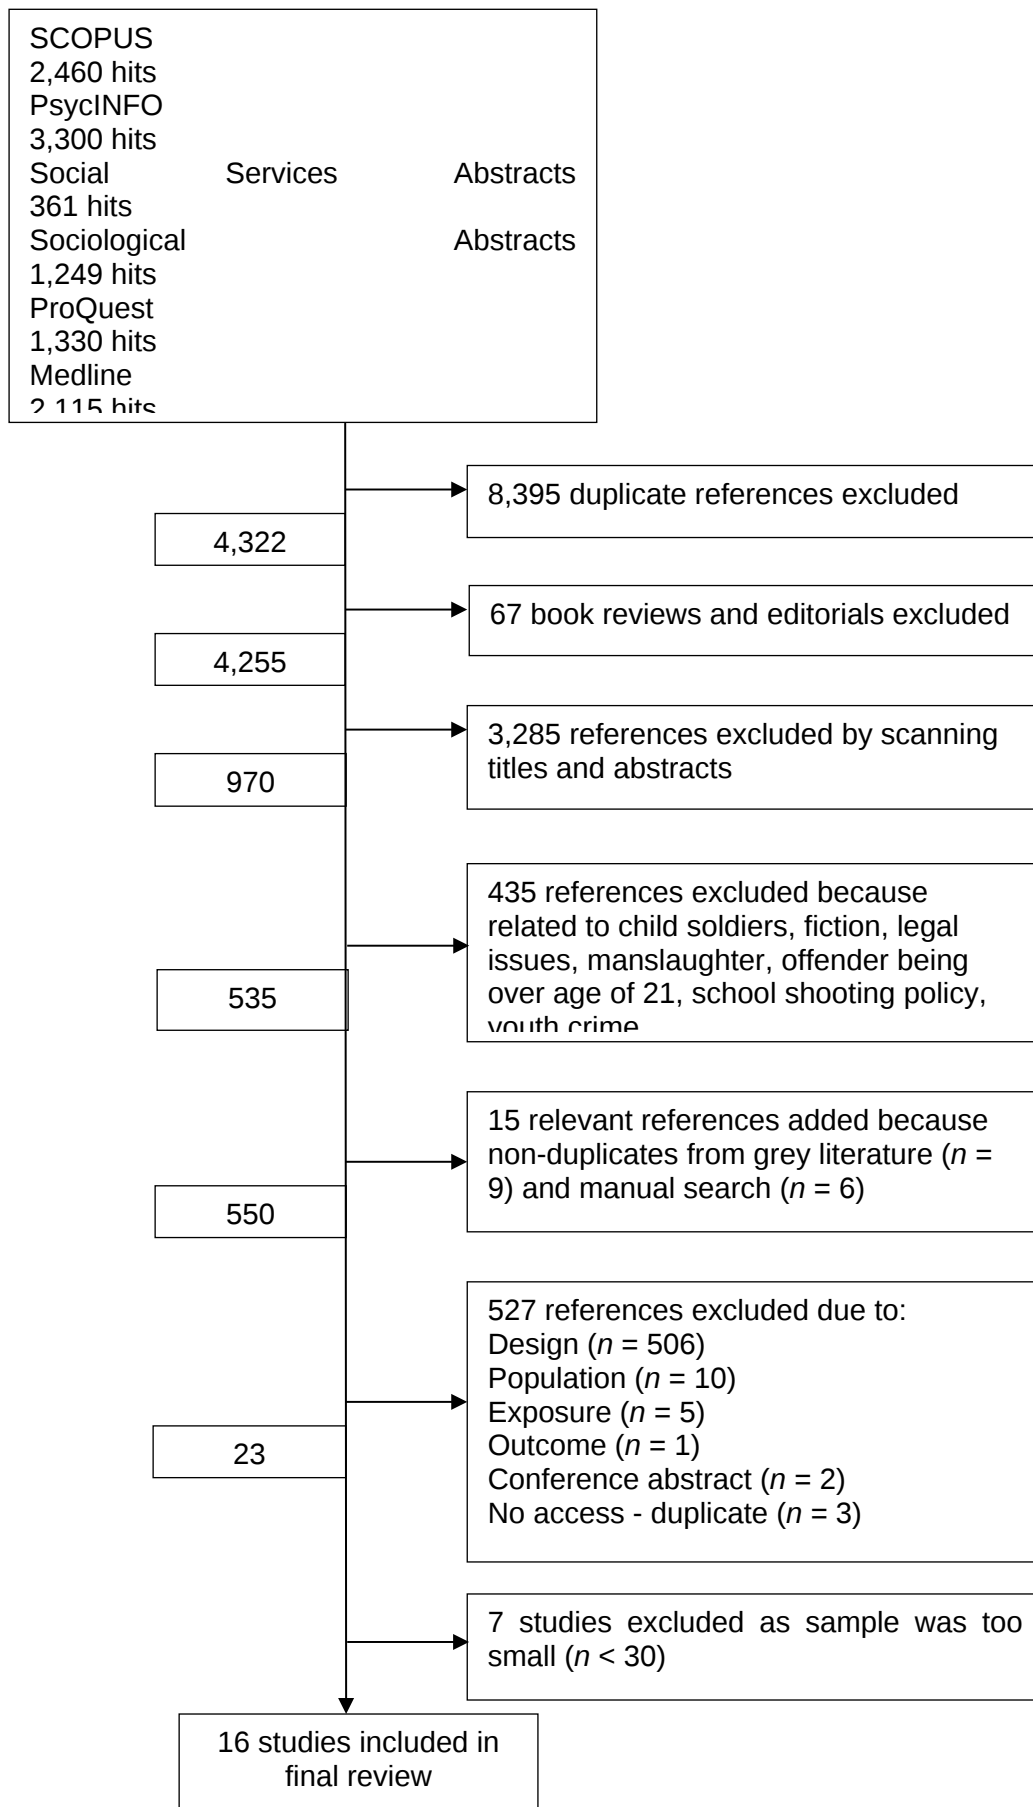 SCOPUS
2,460 hits
PsycINFO
3,300 hits
Social Services Abstracts
361 hits
Sociological Abstracts
1,249 hits
ProQuest
1,330 hits
Medline
2,115 hits
8,395 duplicate references excluded
4,322
67 book reviews and editorials excluded
4,255
3,285 references excluded by scanning
titles and abstracts
970
435 references excluded because
related to child soldiers, fiction, legal
issues, manslaughter, offender being
over age of 21, school shooting policy,
youth crime
535
15 relevant references added because
non-duplicates from grey literature (n =
9) and manual search (n = 6)
550
527 references excluded due to:
Design (n = 506)
Population (n = 10)
Exposure (n = 5)
Outcome (n = 1)
Conference abstract (n = 2)
No access - duplicate (n = 3)
23
7 studies excluded as sample was too
small (n < 30)
16 studies included in
final review